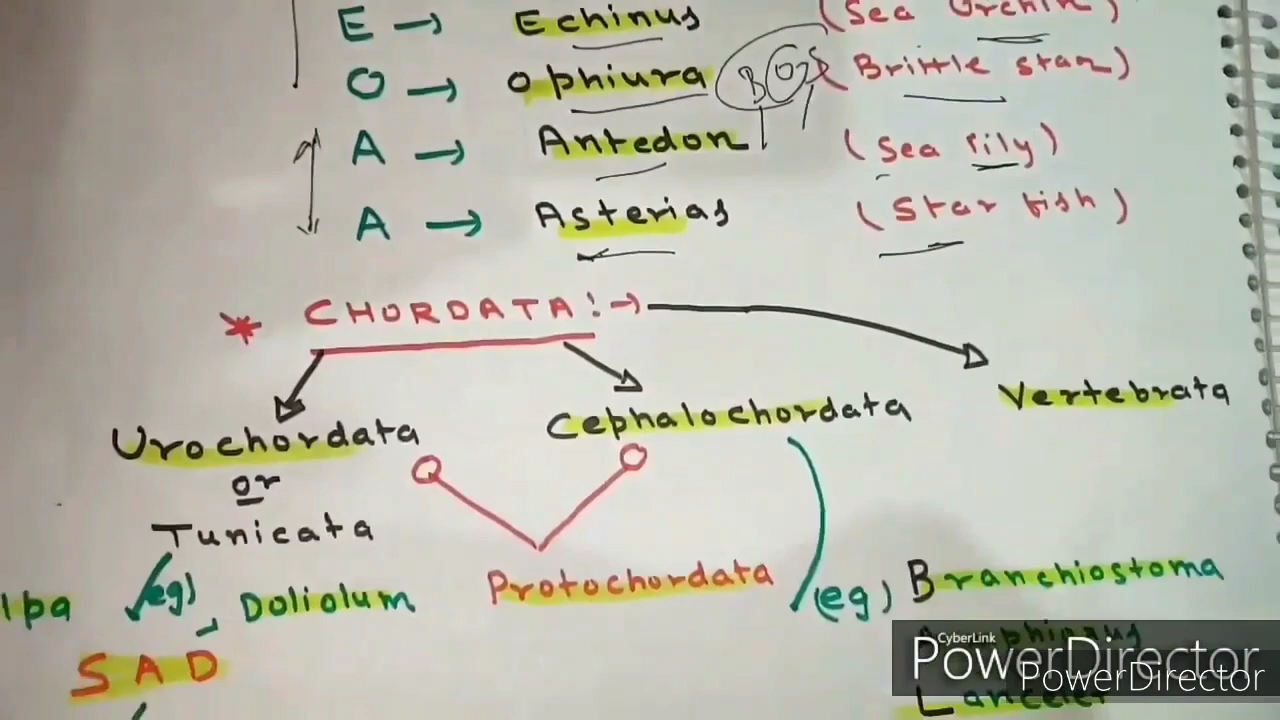 E → Echinus (Sea Urchin)
O → Ophiura BOS (Brittle star)
A → Antedon (Sea lily)
A → Asterias (Star fish)
* CHORDATA :→
Urochordata Cephalochordata Vertebrata
or
Tunicata
Protochordata
lpa (eg) Doliolum (eg) Branchiostoma
SAD
CyberLink
PowerDirector
PowerDirector